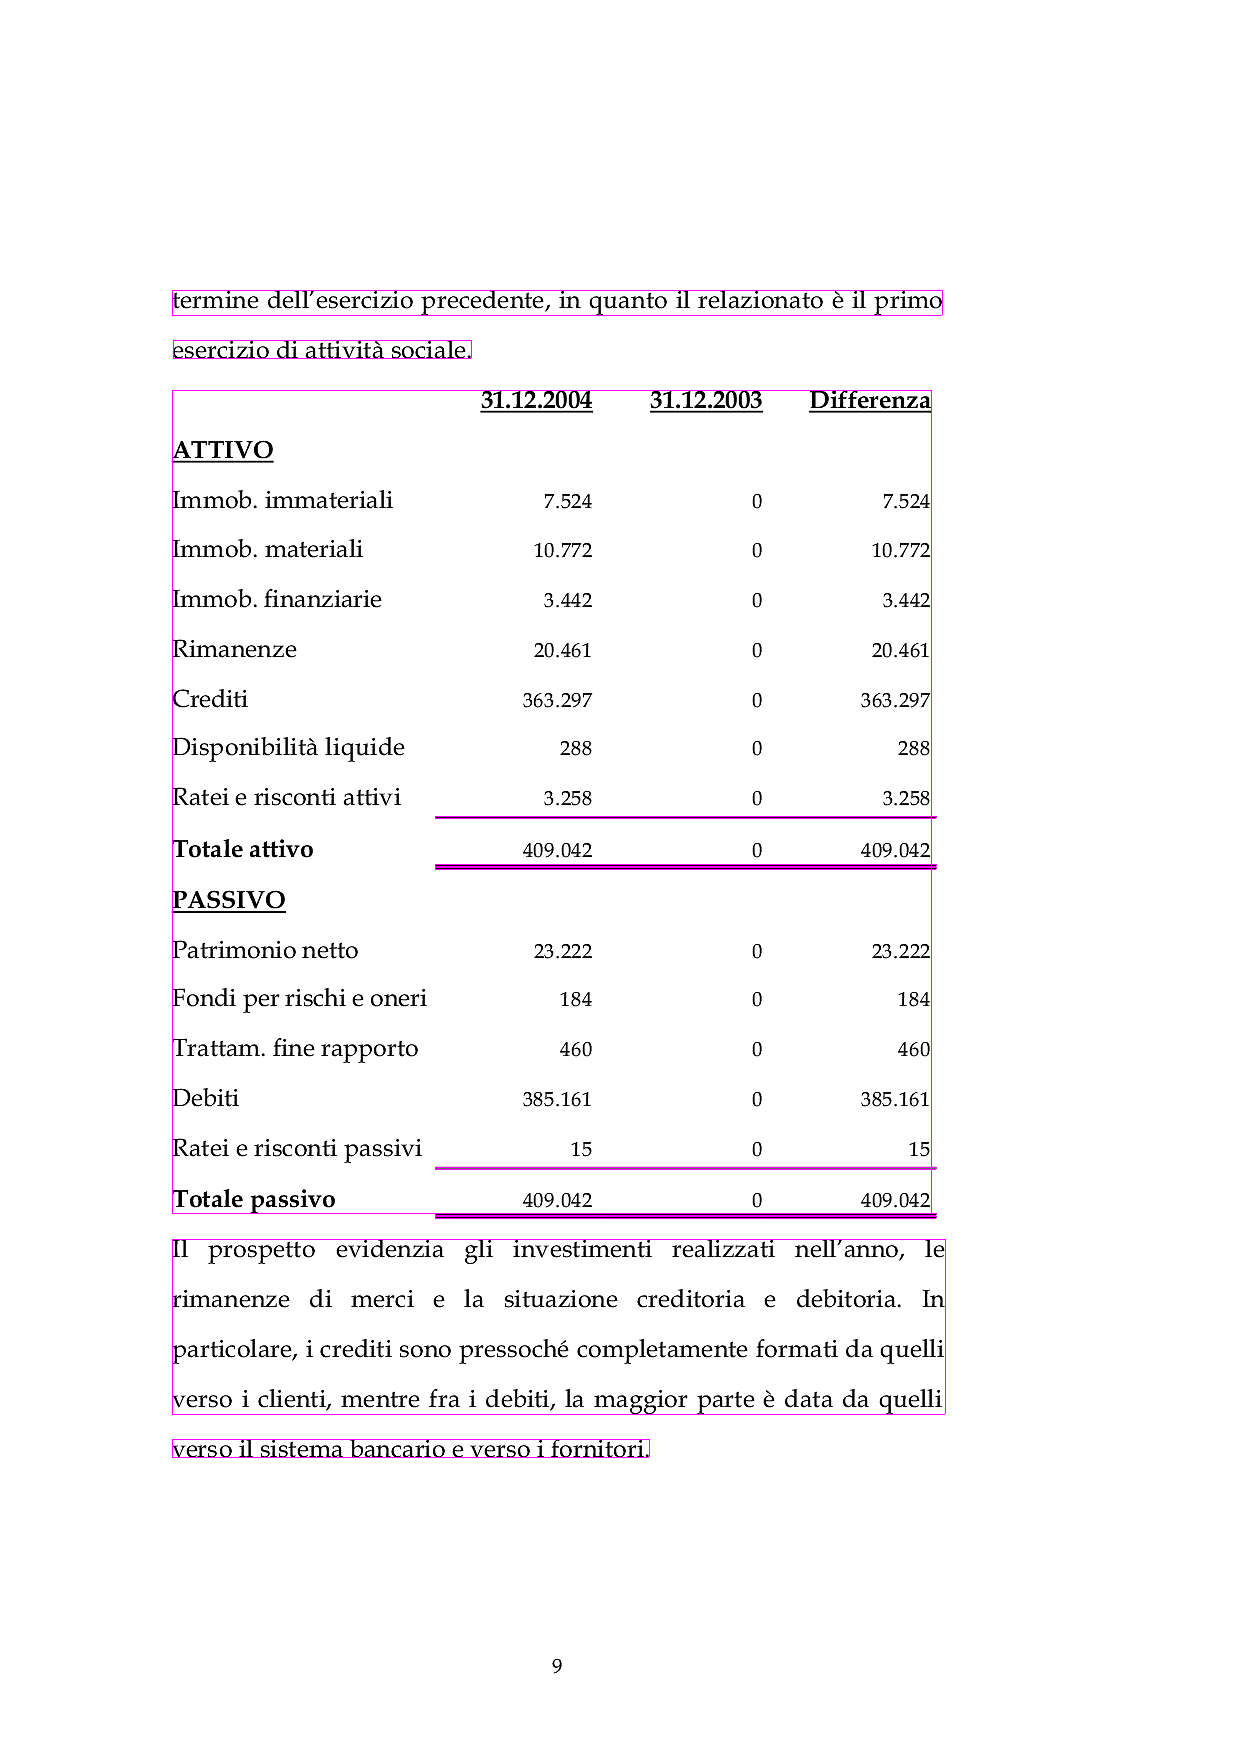 termine dell’esercizio precedente, in quanto il relazionato è il primo
esercizio di attività sociale.
31.12.2004 31.12.2003 Differenza
ATTIVO
Immob. immateriali 7.524 0 7.524
Immob. materiali 10.772 0 10.772
Immob. finanziarie 3.442 0 3.442
Rimanenze 20.461 0 20.461
Crediti 363.297 0 363.297
Disponibilità liquide 288 0 288
Ratei e risconti attivi 3.258 0 3.258
Totale attivo 409.042 0 409.042
PASSIVO
Patrimonio netto 23.222 0 23.222
Fondi per rischi e oneri 184 0 184
Trattam. fine rapporto 460 0 460
Debiti 385.161 0 385.161
Ratei e risconti passivi 15 0 15
Totale passivo 409.042 0 409.042
Il prospetto evidenzia gli investimenti realizzati nell’anno, le
rimanenze di merci e la situazione creditoria e debitoria. In
particolare, i crediti sono pressoché completamente formati da quelli
verso i clienti, mentre fra i debiti, la maggior parte è data da quelli
verso il sistema bancario e verso i fornitori.
9